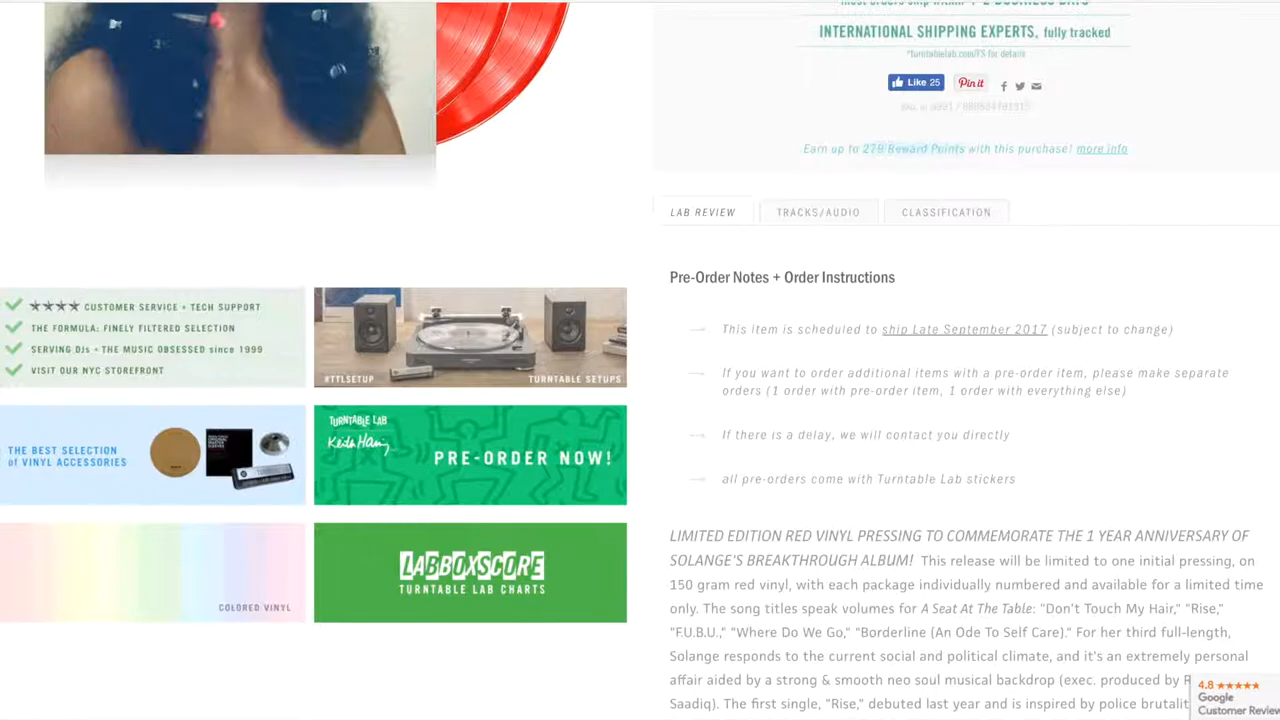 INTERNATIONAL SHIPPING EXPERTS, fully tracked
*turntablelab.com/FS for details
Like 25
Pin it
Earn up to 279 Reward Points with this purchase! more info
LAB REVIEW
TRACKS/AUDIO
CLASSIFICATION
Pre-Order Notes + Order Instructions
This item is scheduled to ship Late September 2017 (subject to change)
If you want to order additional items with a pre-order item, please make separate
orders (1 order with pre-order item, 1 order with everything else)
If there is a delay, we will contact you directly
all pre-orders come with Turntable Lab stickers
LIMITED EDITION RED VINYL PRESSING TO COMMEMORATE THE 1 YEAR ANNIVERSARY OF
SOLANGE'S BREAKTHROUGH ALBUM! This release will be limited to one initial pressing, on
150 gram red vinyl, with each package individually numbered and available for a limited time
only. The song titles speak volumes for A Seat At The Table: "Don't Touch My Hair," "Rise,"
"F.U.B.U.," "Where Do We Go," "Borderline (An Ode To Self Care)." For her third full-length,
Solange responds to the current social and political climate, and it's an extremely personal
affair aided by a strong & smooth neo soul musical backdrop (exec. produced by R
Saadiq). The first single, "Rise," debuted last year and is inspired by police brutalit
4.8 ★★★★★
Google
Customer Review
★★★★ CUSTOMER SERVICE + TECH SUPPORT
THE FORMULA: FINELY FILTERED SELECTION
SERVING DJs + THE MUSIC OBSESSED since 1999
VISIT OUR NYC STOREFRONT
#TTLSETUP
TURNTABLE SETUPS
THE BEST SELECTION
of VINYL ACCESSORIES
TURNTABLE LAB
Keith Haring
PRE-ORDER NOW!
COLORED VINYL
LABBOXSCORE
TURNTABLE LAB CHARTS